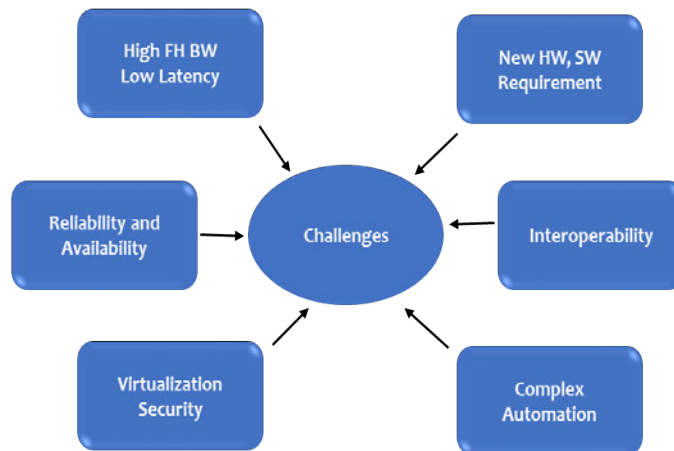 High FH BW
Low Latency
New HW, SW
Requirement
Reliability and
Availability
Challenges
Interoperability
Virtualization
Security
Complex
Automation